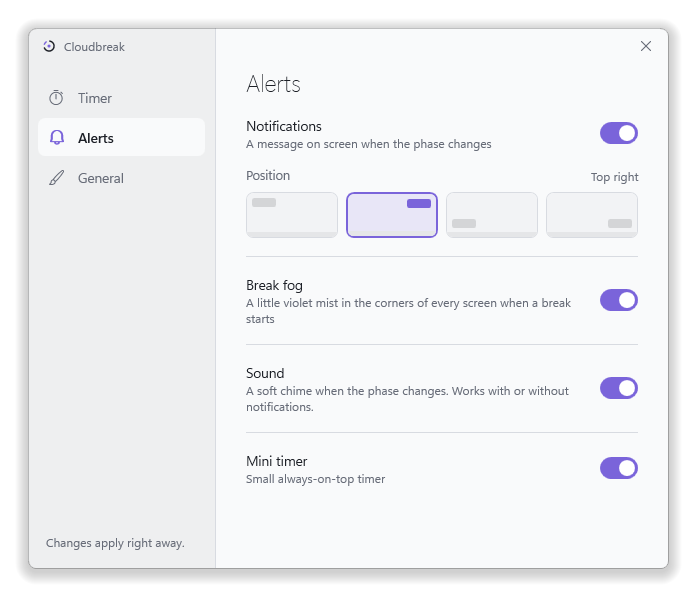 Cloudbreak
Timer
Alerts
General
Changes apply right away.
Alerts
Notifications
A message on screen when the phase changes
Position
Top right
Break fog
A little violet mist in the corners of every screen when a break
starts
Sound
A soft chime when the phase changes. Works with or without
notifications.
Mini timer
Small always-on-top timer